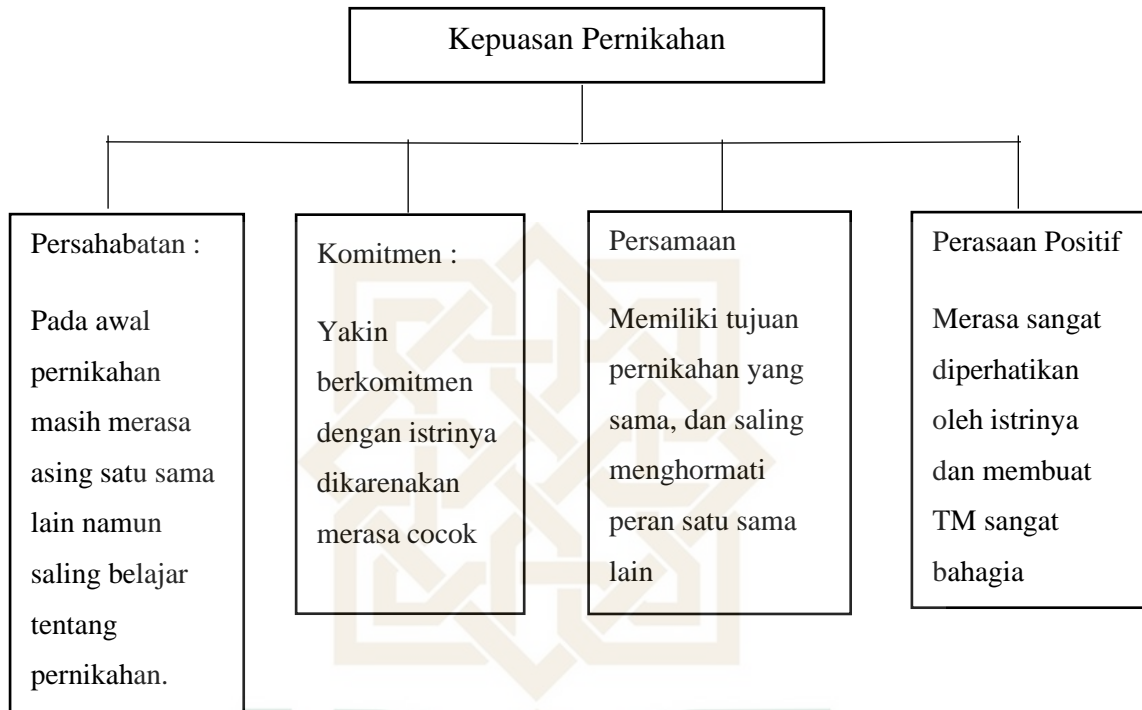 Kepuasan Pernikahan
Persahabatan :
Pada awal
pernikahan
masih merasa
asing satu sama
lain namun
saling belajar
tentang
pernikahan.
Komitmen :
Yakin
berkomitmen
dengan istrinya
dikarenakan
merasa cocok
Persamaan
Memiliki tujuan
pernikahan yang
sama, dan saling
menghormati
peran satu sama
lain
Perasaan Positif
Merasa sangat
diperhatikan
oleh istrinya
dan membuat
TM sangat
bahagia